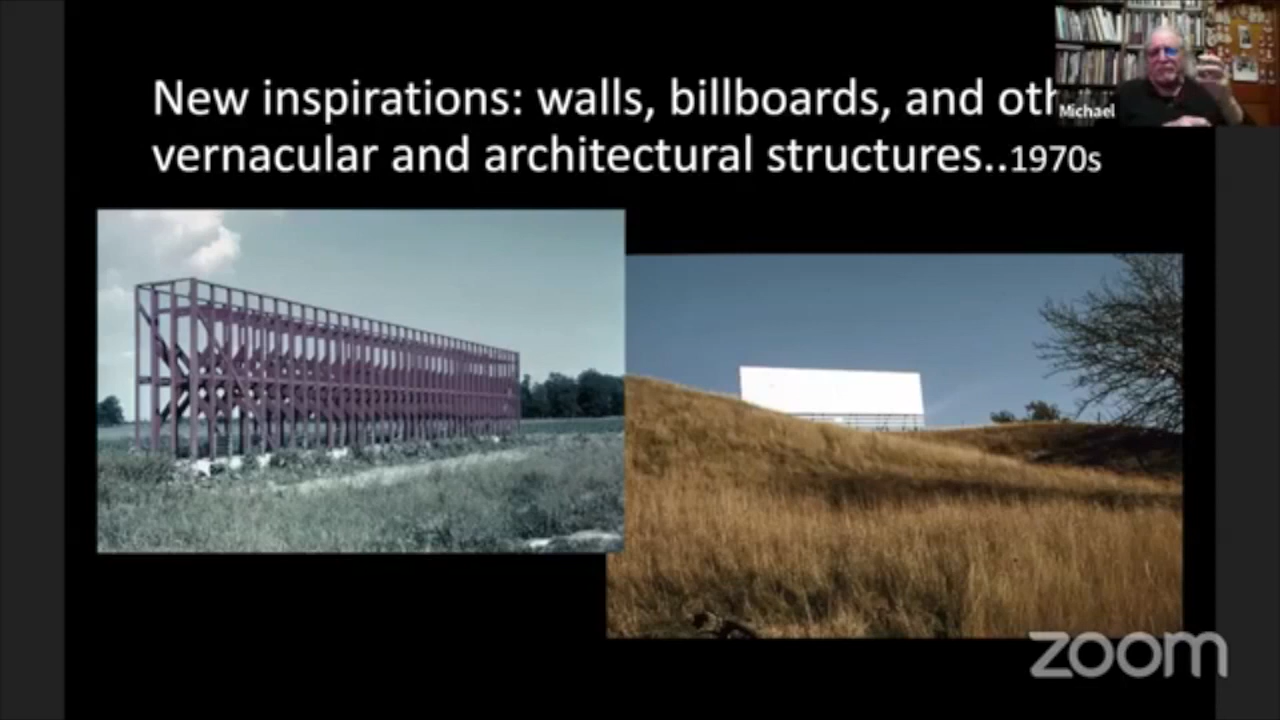 New inspirations: walls, billboards, and oth
Michael
vernacular and architectural structures..1970s
zoom